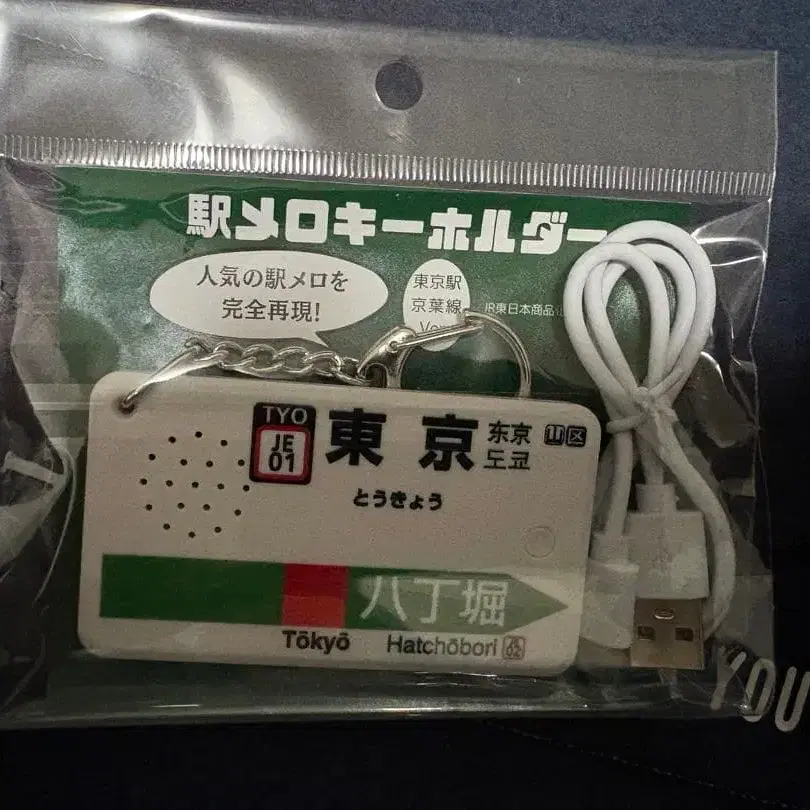 駅メロキーホルダー
人気の駅メロを
完全再現!
東京駅
京葉線
Ver
JR東日本商品化
TYO
JE
01
東京
东京
도쿄
山区
とうきょう
八丁堀
Tōkyō
Hatchōbori
YOU